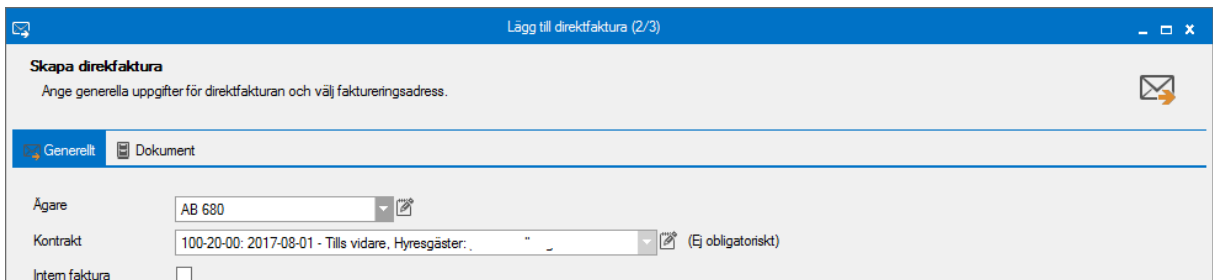 Lägg till direktfaktura (2/3)
Skapa direkfaktura
Ange generella uppgifter för direktfakturan och välj faktureringsadress.
Generellt Dokument
Ägare AB 680
Kontrakt 100-20-00: 2017-08-01 - Tills vidare, Hyresgäster: (Ej obligatoriskt)
Intern faktura